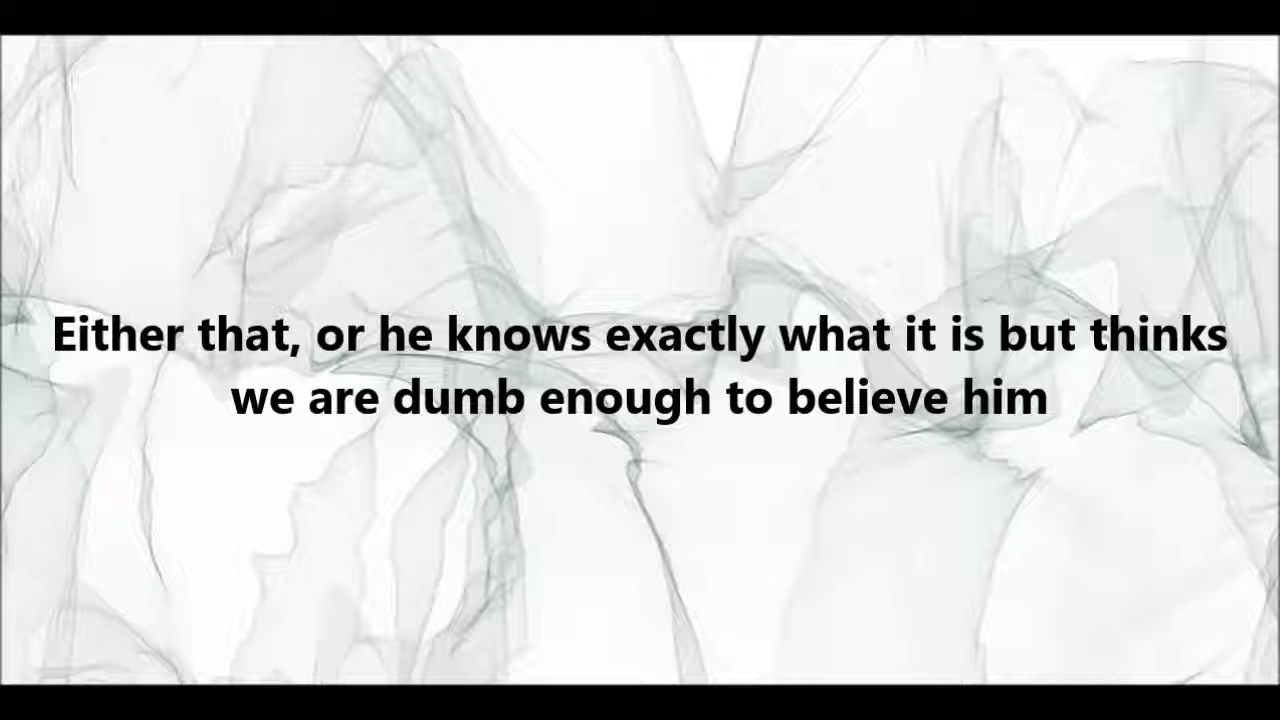 Either that, or he knows exactly what it is but thinks
we are dumb enough to believe him